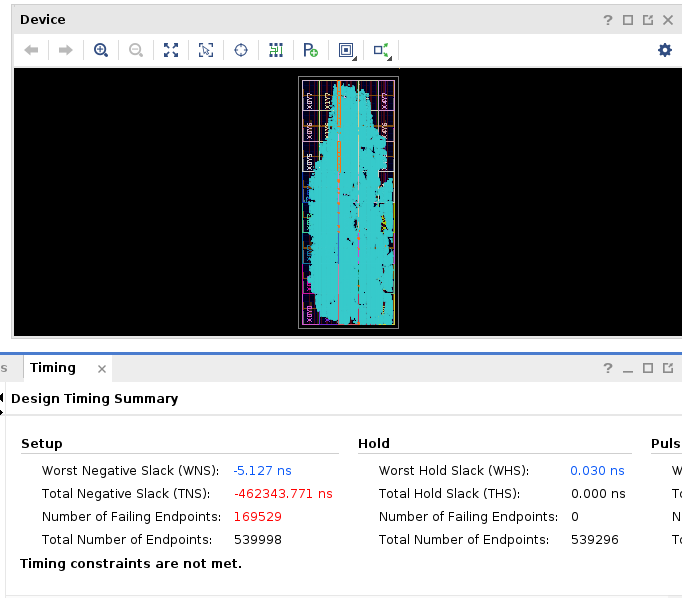 Device
X0Y7
X1Y7
X4Y7
X0Y6
X4Y6
X0Y5
X0Y0
s
Timing
Design Timing Summary
Setup
Hold
Puls
Worst Negative Slack (WNS): -5.127 ns
Worst Hold Slack (WHS): 0.030 ns
W
Total Negative Slack (TNS): -462343.771 ns
Total Hold Slack (THS): 0.000 ns
Number of Failing Endpoints: 169529
Number of Failing Endpoints: 0
N
Total Number of Endpoints: 539998
Total Number of Endpoints: 539296
Timing constraints are not met.